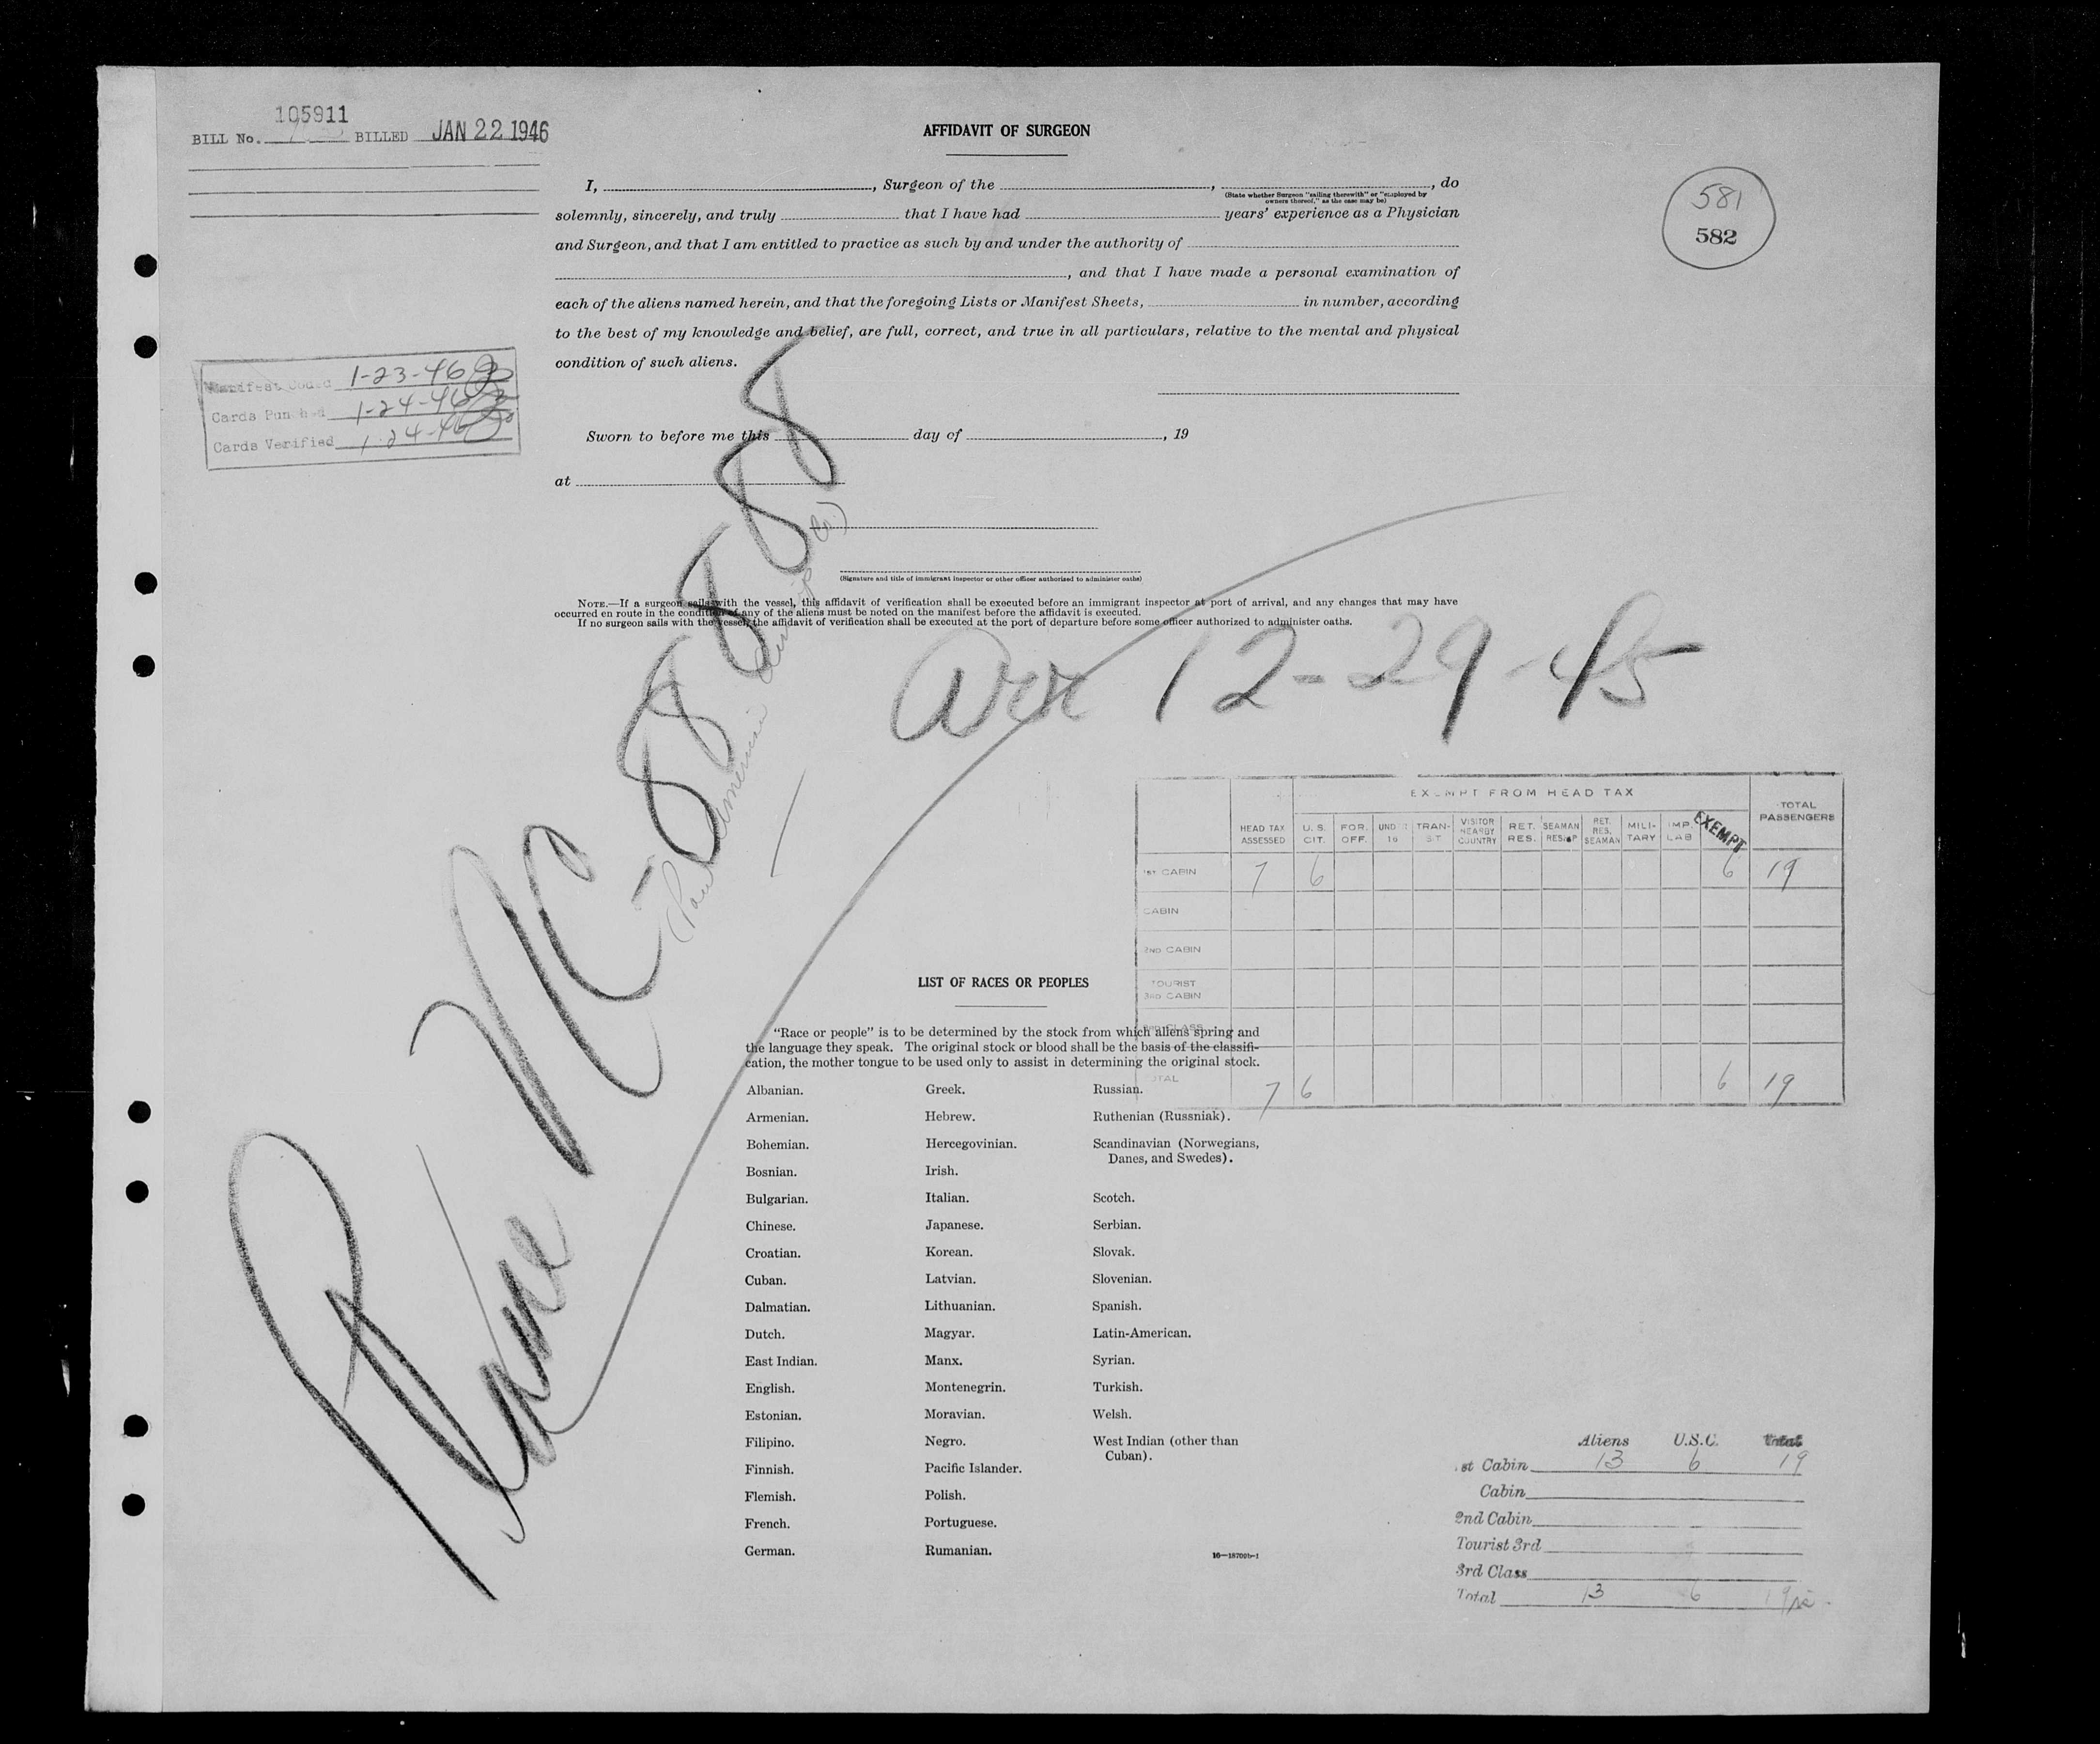 105911
BILL No. BILLED JAN 22 1946
AFFIDAVIT OF SURGEON
581
582
I, , Surgeon of the , , do
(State whether Surgeon "sailing therewith" or "employed by
owners thereof," as the case may be)
solemnly, sincerely, and truly that I have had years' experience as a Physician
and Surgeon, and that I am entitled to practice as such by and under the authority of
, and that I have made a personal examination of
each of the aliens named herein, and that the foregoing Lists or Manifest Sheets, in number, according
to the best of my knowledge and belief, are full, correct, and true in all particulars, relative to the mental and physical
condition of such aliens.
Manifest Coded 1-23-46
Cards Punched 1-24-46
Cards Verified 1-24-46
Sworn to before me this day of , 19
at
(Signature and title of immigrant inspector or other officer authorized to administer oaths)
NOTE.—If a surgeon sails with the vessel, this affidavit of verification shall be executed before an immigrant inspector at port of arrival, and any changes that may have
occurred en route in the condition of any of the aliens must be noted on the manifest before the affidavit is executed.
If no surgeon sails with the vessel, the affidavit of verification shall be executed at the port of departure before some officer authorized to administer oaths.
Plane NC-88888
(Pan American Airways Co.)
Arr 12-29-45
EXEMPT FROM HEAD TAX
HEAD TAX ASSESSED U. S. CIT. FOR. OFF. UND 16 TRAN- SIT VISITOR NEARBY COUNTRY RET. RES. SEAMAN RET. RES. SEAMAN MILI- TARY IMP. LAB EXEMPT TOTAL PASSENGERS
1ST CABIN 7 6 6 19
CABIN
2ND CABIN
TOURIST
3RD CABIN
3RD CLASS
TOTAL 7 6 6 19
LIST OF RACES OR PEOPLES
"Race or people" is to be determined by the stock from which aliens spring and
the language they speak. The original stock or blood shall be the basis of the classifi-
cation, the mother tongue to be used only to assist in determining the original stock.
Albanian. Greek. Russian.
Armenian. Hebrew. Ruthenian (Russniak).
Bohemian. Hercegovinian. Scandinavian (Norwegians,
Danes, and Swedes).
Bosnian. Irish.
Bulgarian. Italian. Scotch.
Chinese. Japanese. Serbian.
Croatian. Korean. Slovak.
Cuban. Latvian. Slovenian.
Dalmatian. Lithuanian. Spanish.
Dutch. Magyar. Latin-American.
East Indian. Manx. Syrian.
English. Montenegrin. Turkish.
Estonian. Moravian. Welsh.
Filipino. Negro. West Indian (other than
Cuban).
Finnish. Pacific Islander.
Flemish. Polish.
French. Portuguese.
German. Rumanian.
16—18709b-1
Aliens U.S.C. Total
1st Cabin 13 6 19
Cabin
2nd Cabin
Tourist 3rd
3rd Class
Total 13 6 19